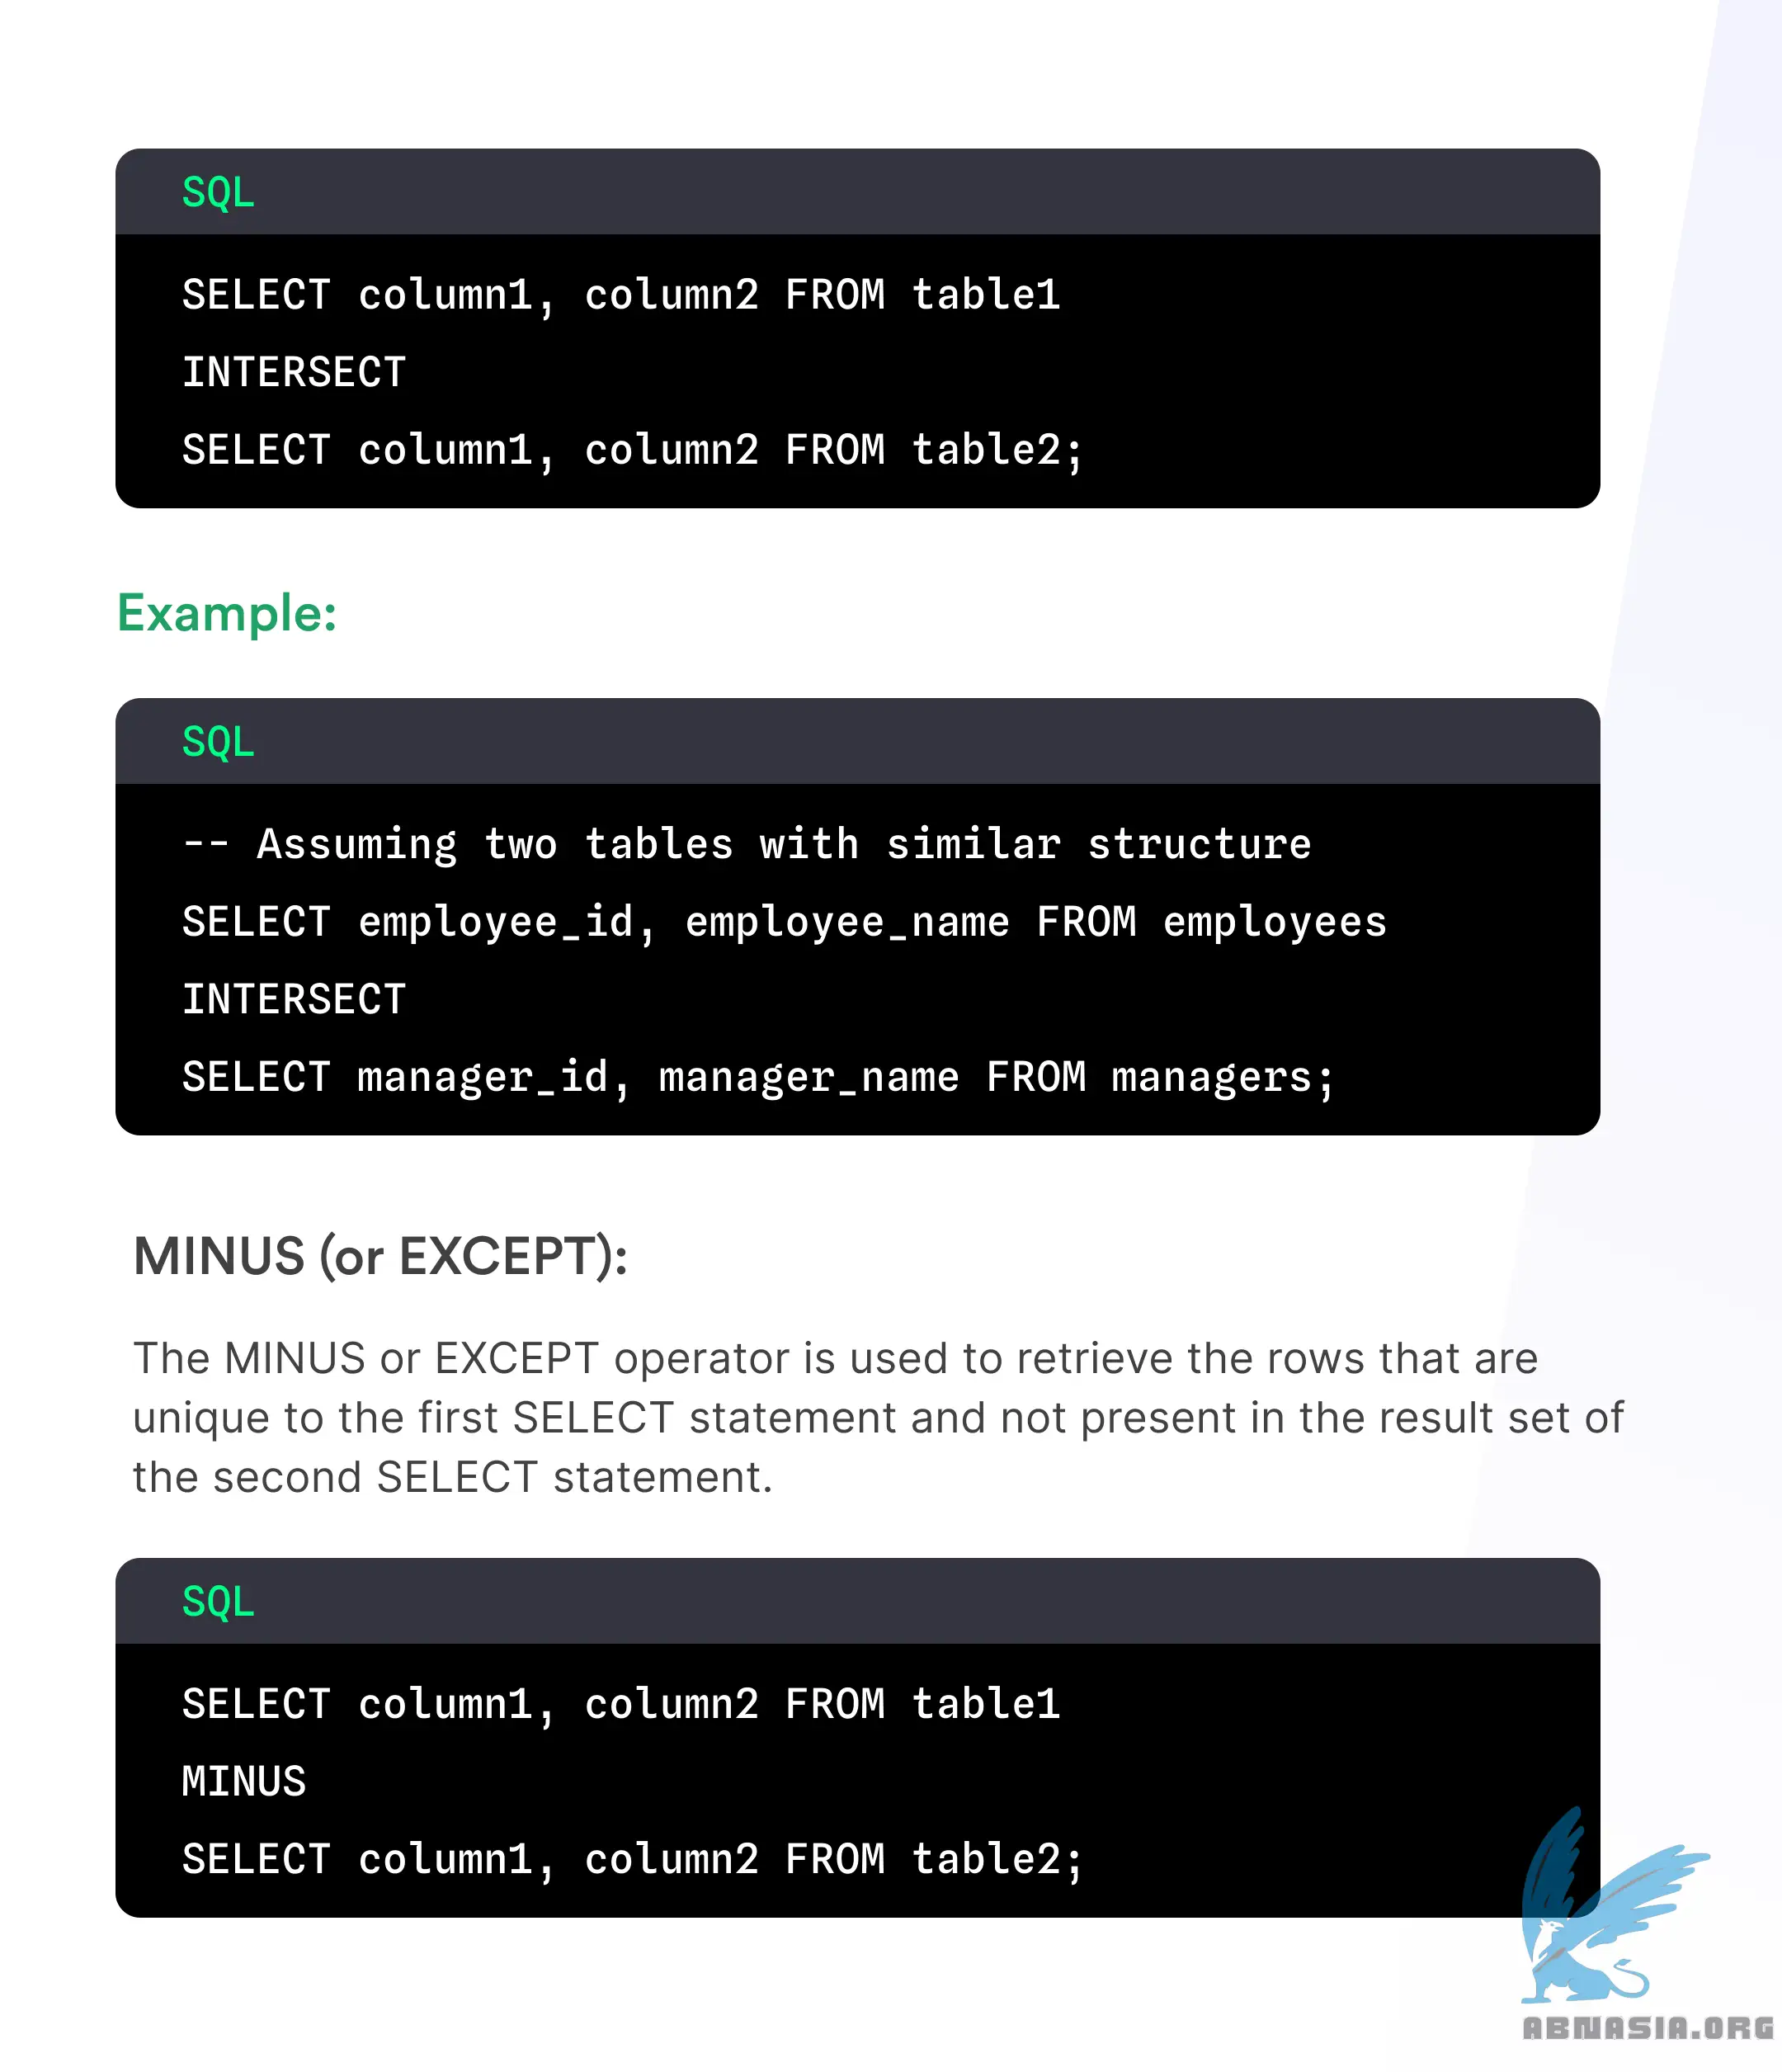 SQL
SELECT column1, column2 FROM table1
INTERSECT
SELECT column1, column2 FROM table2;
Example:
SQL
-- Assuming two tables with similar structure
SELECT employee_id, employee_name FROM employees
INTERSECT
SELECT manager_id, manager_name FROM managers;
MINUS (or EXCEPT):
The MINUS or EXCEPT operator is used to retrieve the rows that are
unique to the first SELECT statement and not present in the result set of
the second SELECT statement.
SQL
SELECT column1, column2 FROM table1
MINUS
SELECT column1, column2 FROM table2;
ABNASIA.ORG